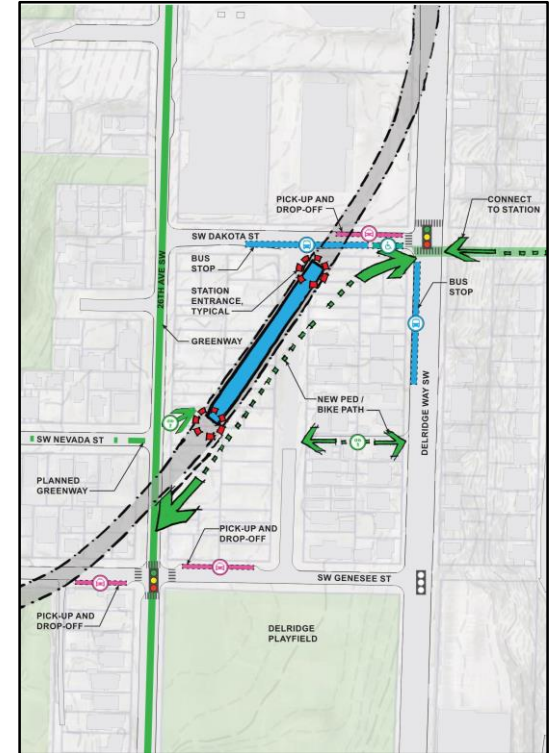 PICK-UP AND
DROP-OFF
CONNECT
TO STATION
SW DAKOTA ST
BUS
STOP
STATION
ENTRANCE,
TYPICAL
BUS
STOP
26TH AVE SW
GREENWAY
DELRIDGE WAY SW
NEW PED /
BIKE PATH
SW NEVADA ST
PLANNED
GREENWAY
PICK-UP AND
DROP-OFF
SW GENESEE ST
PICK-UP AND
DROP-OFF
DELRIDGE
PLAYFIELD